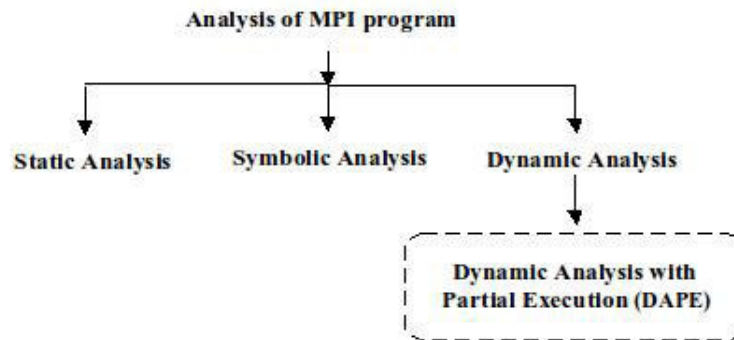 Analysis of MPI program
Static Analysis
Symbolic Analysis
Dynamic Analysis
Dynamic Analysis with
Partial Execution (DAPE)